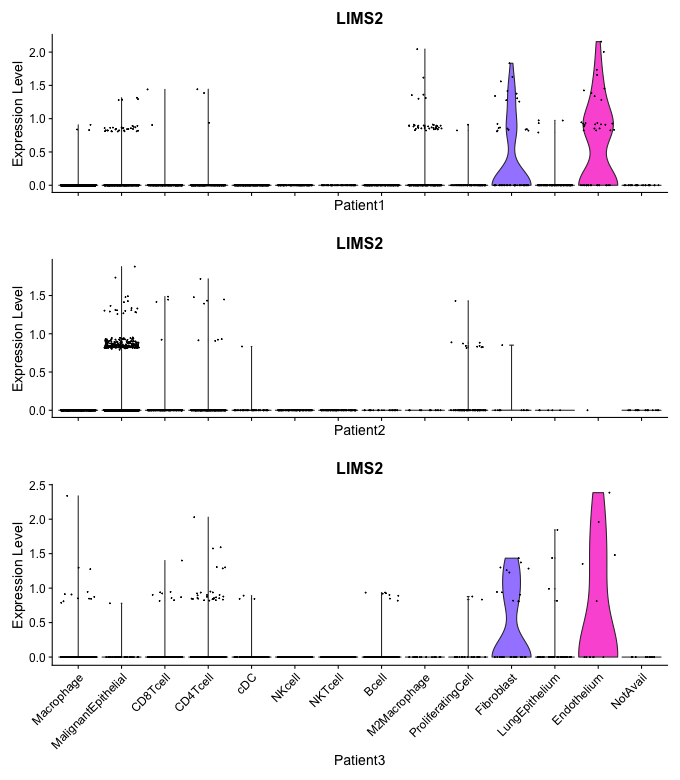 LIMS2
Expression Level
2.0
1.5
1.0
0.5
0.0
Patient1
LIMS2
Expression Level
1.5
1.0
0.5
0.0
Patient2
LIMS2
Expression Level
2.5
2.0
1.5
1.0
0.5
0.0
Macrophage
MalignantEpithelial
CD8Tcell
CD4Tcell
cDC
NKcell
NKTcell
Bcell
M2Macrophage
ProliferatingCell
Fibroblast
LungEpithelium
Endothelium
NotAvail
Patient3